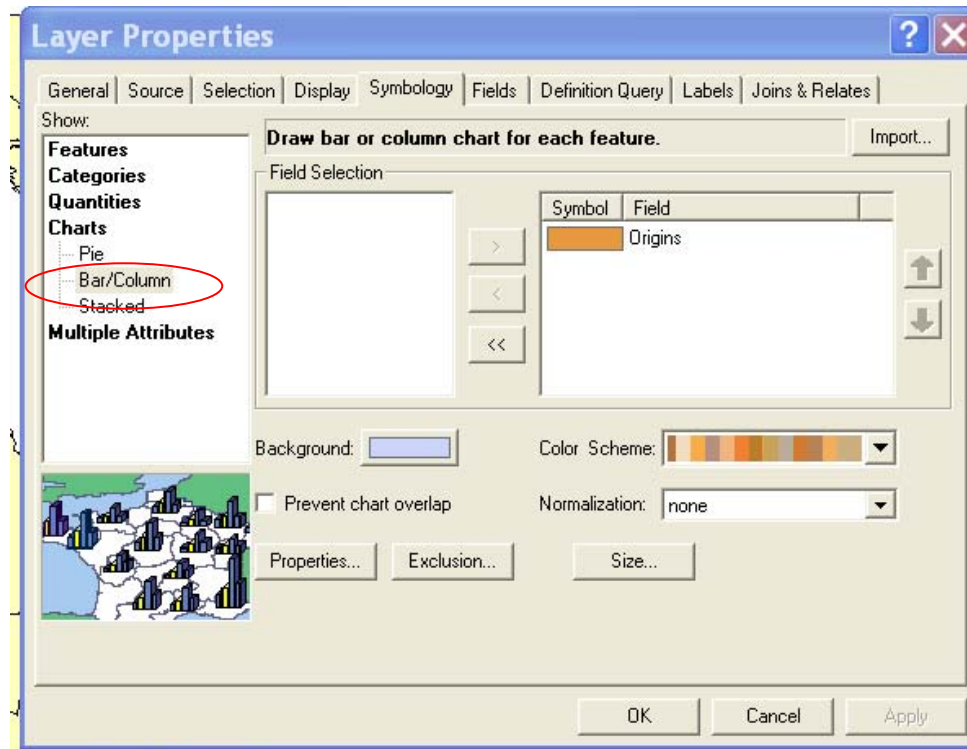 Layer Properties
?
General Source Selection Display Symbology Fields Definition Query Labels Joins & Relates
Show:
Features
Categories
Quantities
Charts
Pie
Bar/Column
Stacked
Multiple Attributes
Draw bar or column chart for each feature.
Import...
Field Selection
>
<
<<
Symbol Field
Origins
Background:
Color Scheme:
Prevent chart overlap
Normalization: none
Properties... Exclusion... Size...
OK Cancel Apply